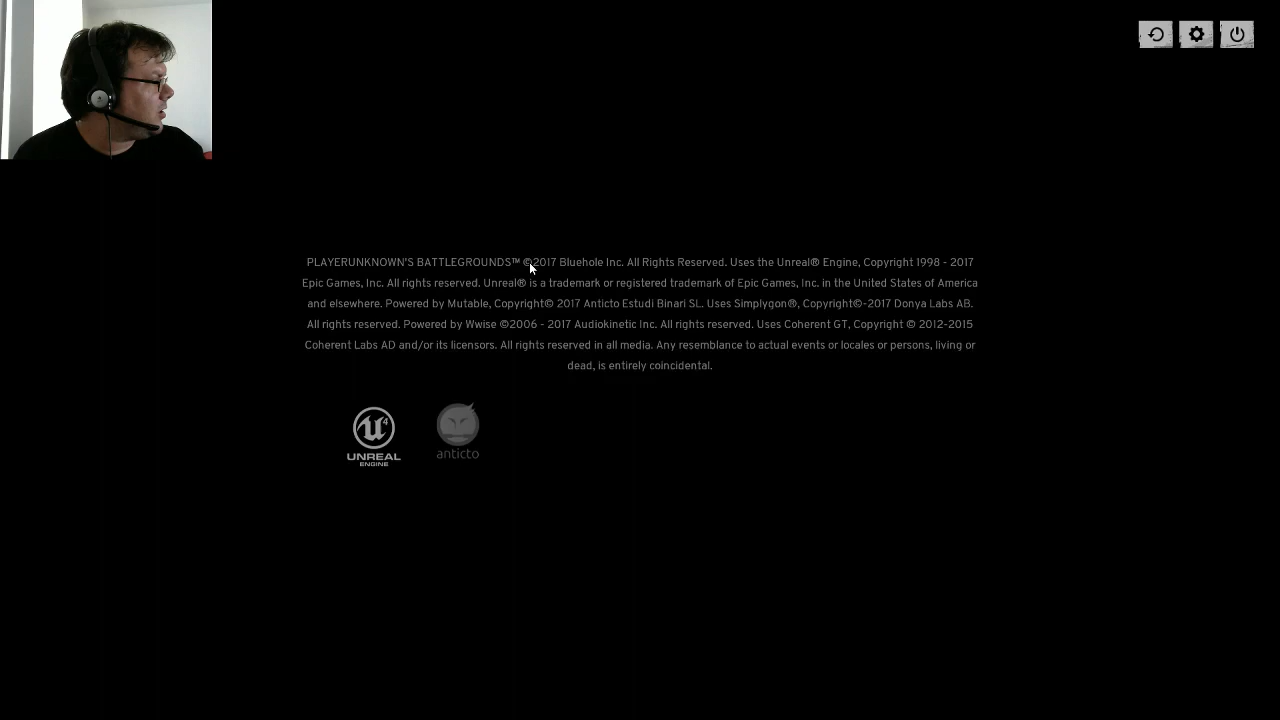 PLAYERUNKNOWN'S BATTLEGROUNDS™ ©2017 Bluehole Inc. All Rights Reserved. Uses the Unreal® Engine, Copyright 1998 - 2017
Epic Games, Inc. All rights reserved. Unreal® is a trademark or registered trademark of Epic Games, Inc. in the United States of America
and elsewhere. Powered by Mutable, Copyright© 2017 Anticto Estudi Binari SL. Uses Simplygon®, Copyright©-2017 Donya Labs AB.
All rights reserved. Powered by Wwise ©2006 - 2017 Audiokinetic Inc. All rights reserved. Uses Coherent GT, Copyright © 2012-2015
Coherent Labs AD and/or its licensors. All rights reserved in all media. Any resemblance to actual events or locales or persons, living or
dead, is entirely coincidental.
4
UNREAL
ENGINE
anticto